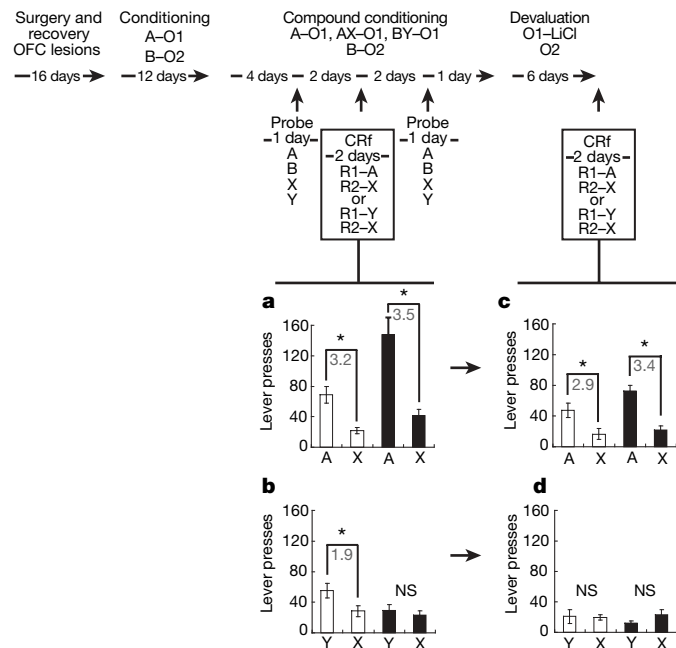 Surgery and
recovery
OFC lesions
Conditioning
A–O1
B–O2
Compound conditioning
A–O1, AX–O1, BY–O1
B–O2
Devaluation
O1–LiCl
O2
16 days
12 days
4 days
2 days
2 days
1 day
6 days
Probe
1 day
A
B
X
Y
CRf
2 days
R1–A
R2–X
or
R1–Y
R2–X
Probe
1 day
A
B
X
Y
CRf
2 days
R1–A
R2–X
or
R1–Y
R2–X
a
Lever presses
160
120
80
40
0
*
3.2
*
3.5
A X A X
c
Lever presses
160
120
80
40
0
*
2.9
*
3.4
A X A X
b
Lever presses
160
120
80
40
0
*
1.9
NS
Y X Y X
d
Lever presses
160
120
80
40
0
NS NS
Y X Y X